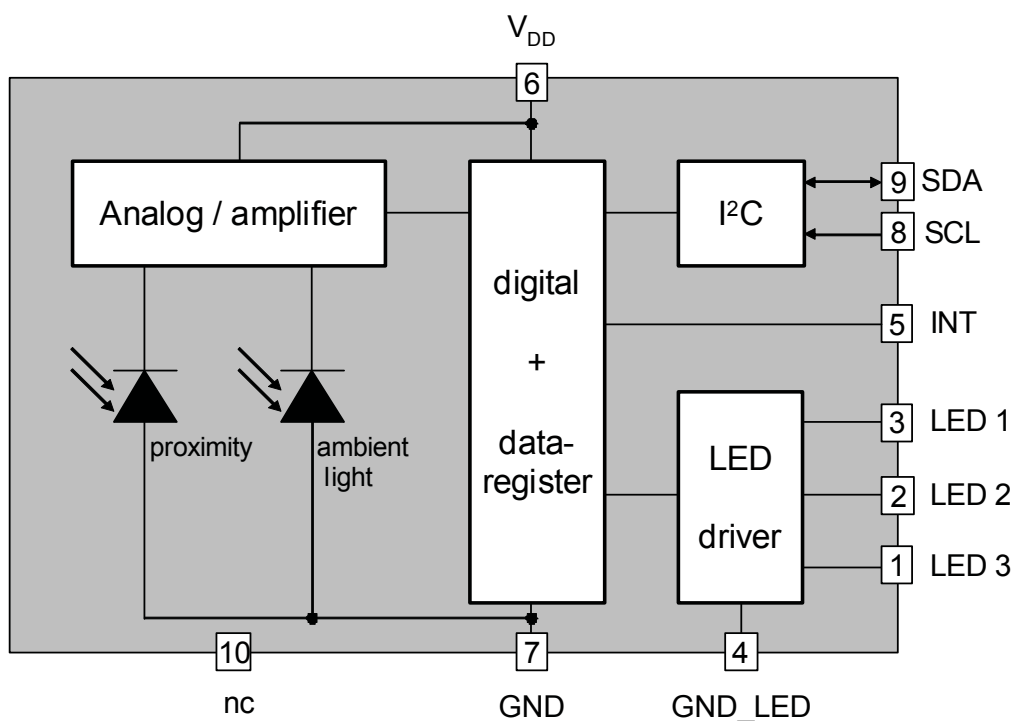 V_DD
6
Analog / amplifier
I²C
9 SDA
8 SCL
digital
+
data-
register
5 INT
proximity
ambient
light
LED
driver
3 LED 1
2 LED 2
1 LED 3
10
7
4
nc
GND
GND_LED